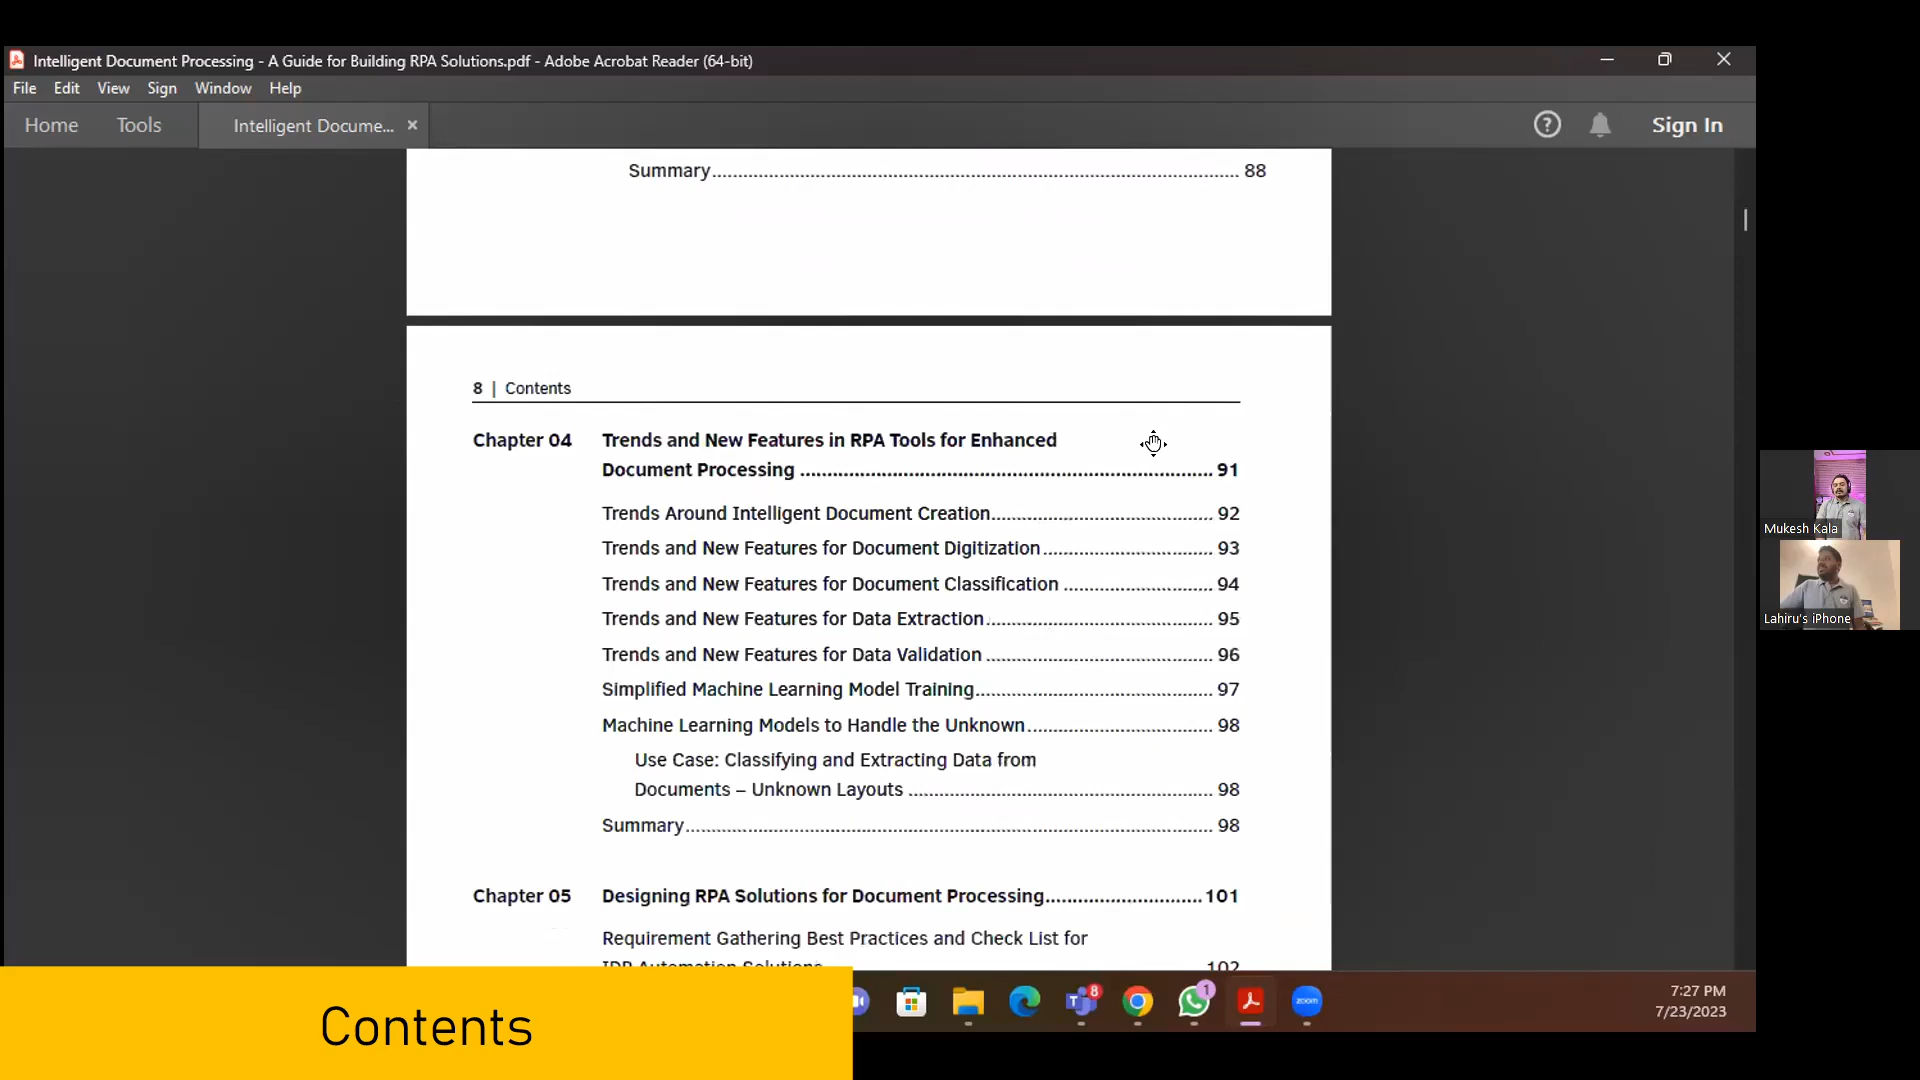 Intelligent Document Processing - A Guide for Building RPA Solutions.pdf - Adobe Acrobat Reader (64-bit)
File Edit View Sign Window Help
Home Tools Intelligent Docume... × Sign In
Summary 88
8 | Contents
Chapter 04 Trends and New Features in RPA Tools for Enhanced
Document Processing 91
Trends Around Intelligent Document Creation 92
Trends and New Features for Document Digitization 93
Trends and New Features for Document Classification 94
Trends and New Features for Data Extraction 95
Trends and New Features for Data Validation 96
Simplified Machine Learning Model Training 97
Machine Learning Models to Handle the Unknown 98
Use Case: Classifying and Extracting Data from
Documents – Unknown Layouts 98
Summary 98
Chapter 05 Designing RPA Solutions for Document Processing 101
Requirement Gathering Best Practices and Check List for
IDP Automation Solutions 102
Mukesh Kala
Lahiru's iPhone
8
1
zoom
7:27 PM
7/23/2023
Contents